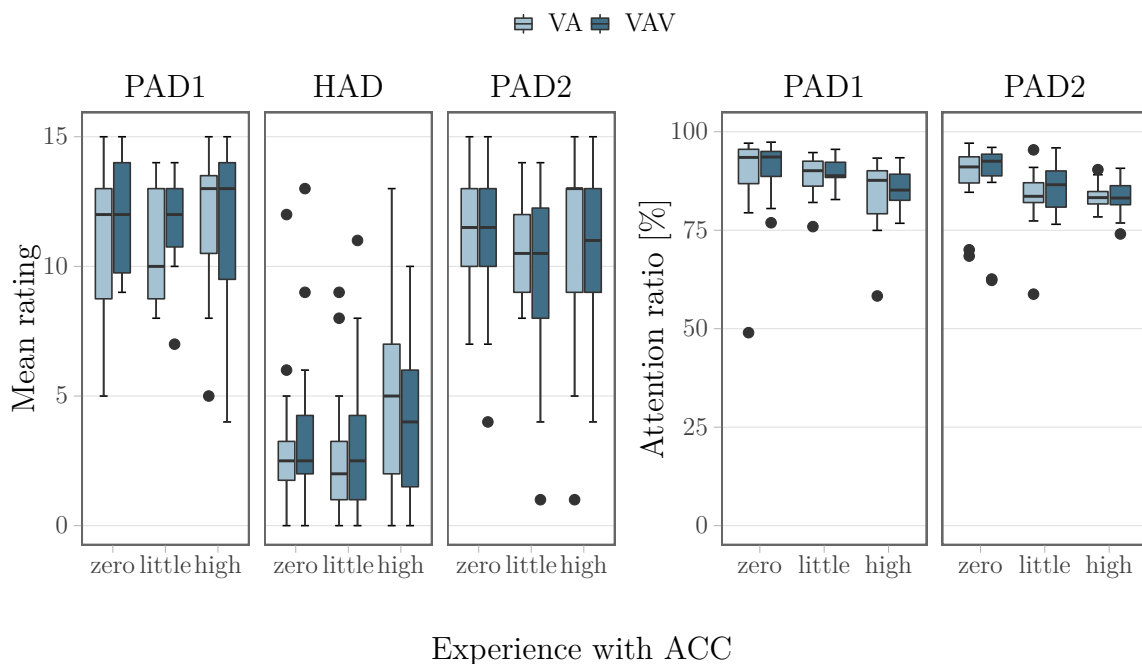 VA VAV
PAD1 HAD PAD2 PAD1 PAD2
Mean rating
15
10
5
0
zero little high zero little high zero little high
Attention ratio [%]
100
75
50
25
0
zero little high zero little high
Experience with ACC